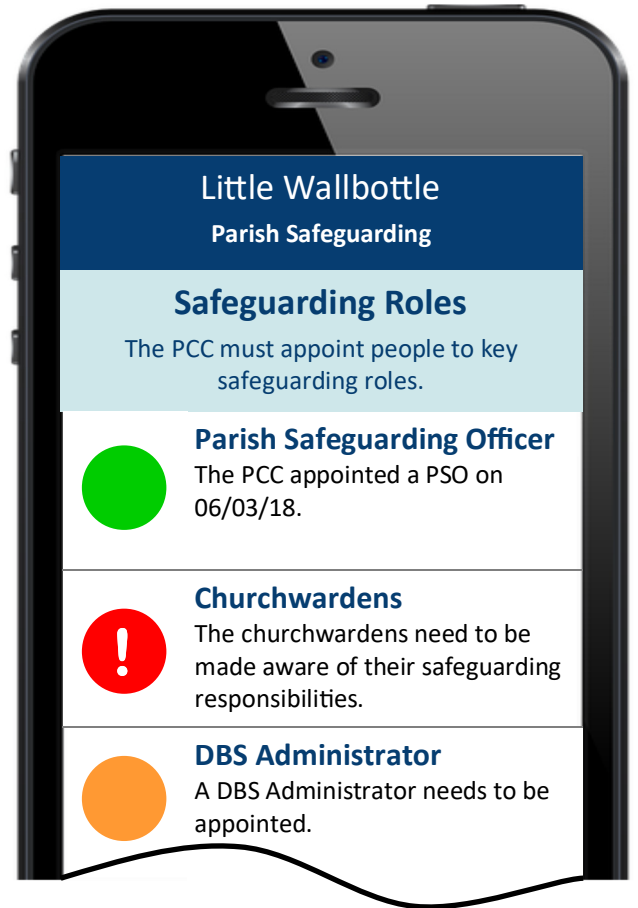 Little Wallbottle
Parish Safeguarding
Safeguarding Roles
The PCC must appoint people to key
safeguarding roles.
Parish Safeguarding Officer
The PCC appointed a PSO on
06/03/18.
!
Churchwardens
The churchwardens need to be
made aware of their safeguarding
responsibilities.
DBS Administrator
A DBS Administrator needs to be
appointed.